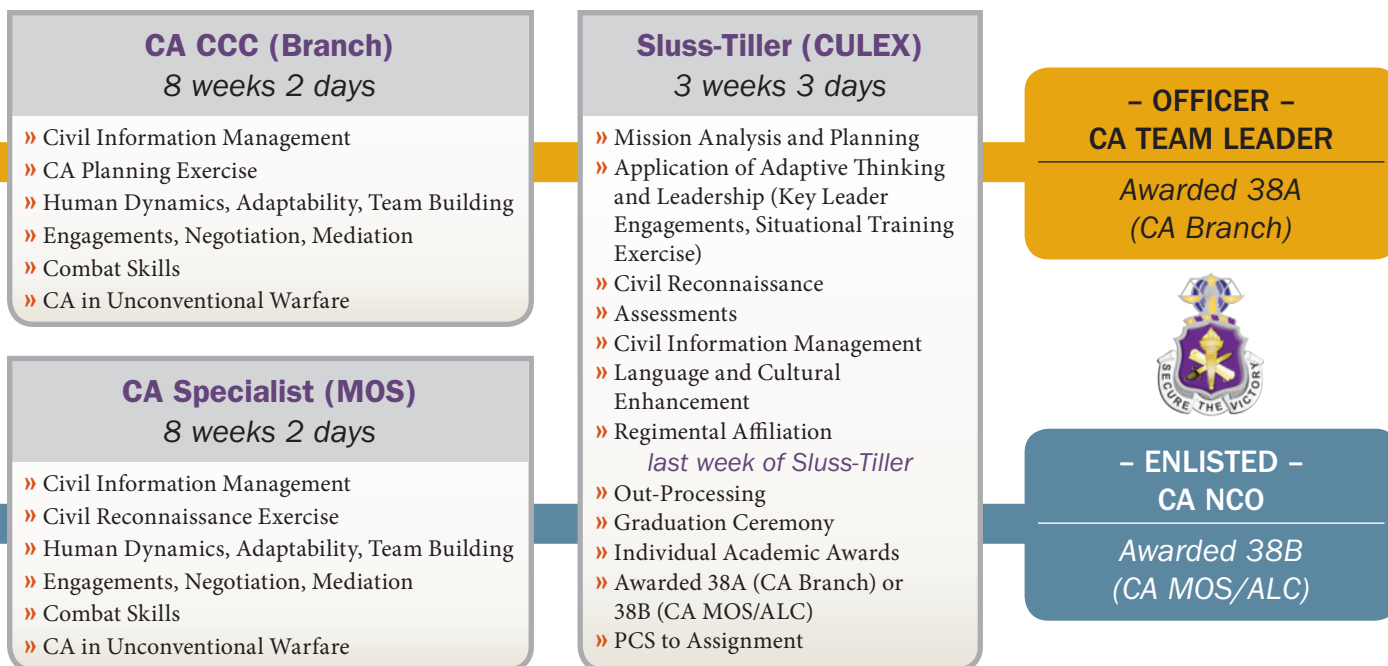 CA CCC (Branch)
8 weeks 2 days
» Civil Information Management
» CA Planning Exercise
» Human Dynamics, Adaptability, Team Building
» Engagements, Negotiation, Mediation
» Combat Skills
» CA in Unconventional Warfare
CA Specialist (MOS)
8 weeks 2 days
» Civil Information Management
» Civil Reconnaissance Exercise
» Human Dynamics, Adaptability, Team Building
» Engagements, Negotiation, Mediation
» Combat Skills
» CA in Unconventional Warfare
Sluss-Tiller (CULEX)
3 weeks 3 days
» Mission Analysis and Planning
» Application of Adaptive Thinking
and Leadership (Key Leader
Engagements, Situational Training
Exercise)
» Civil Reconnaissance
» Assessments
» Civil Information Management
» Language and Cultural
Enhancement
» Regimental Affiliation
last week of Sluss-Tiller
» Out-Processing
» Graduation Ceremony
» Individual Academic Awards
» Awarded 38A (CA Branch) or
38B (CA MOS/ALC)
» PCS to Assignment
– OFFICER –
CA TEAM LEADER
Awarded 38A
(CA Branch)
SECURE THE VICTORY
– ENLISTED –
CA NCO
Awarded 38B
(CA MOS/ALC)